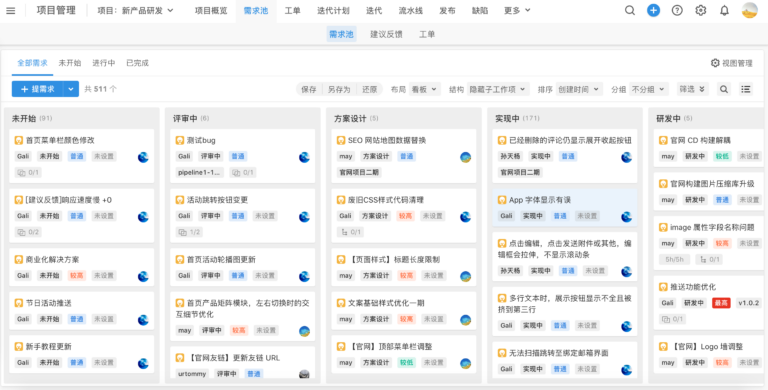 项目管理 项目：新产品研发 项目概览 需求池 工单 迭代计划 迭代 流水线 发布 缺陷 更多
需求池 建议反馈 工单
全部需求 未开始 进行中 已完成 视图管理
提需求 共 511 个 保存 另存为 还原 布局 看板 结构 隐藏子工作项 排序 创建时间 分组 不分组 筛选
未开始 (91)
首页菜单栏颜色修改
Gali 未开始 普通 未设置
0/1
[建议反馈]响应速度慢 +0
Gali 未开始 普通 未设置
0/2
商业化解决方案
Gali 未开始 较高 未设置
节日活动推送
Gali 未开始 普通 未设置
新手教程更新
Gali 未开始 普通 未设置
评审中 (6)
测试bug
Gali 评审中 普通
pipeline1-1... 0/1
活动跳转按钮变更
Gali 评审中 普通 未设置
1/2
首页活动轮播图更新
Gali 评审中 普通 未设置
首页产品矩阵模块，左右切换时的交
互细节优化
may 评审中 较高 未设置
【官网友链】更新友链 URL
urtommy 评审中 普通
方案设计 (5)
SEO 网站地图数据替换
may 方案设计 普通
官网项目二期
废旧CSS样式代码清理
Gali 方案设计 较高 未设置
0/1
【页面样式】标题长度限制
may 方案设计 较高 未设置
文案基础样式优化一期
may 方案设计 较高 未设置
【官网】顶部菜单栏调整
may 方案设计 较低 未设置
实现中 (171)
已经删除的评论仍显示展开收起按钮
孙天畅 实现中 普通
官网项目二期
App 字体显示有误
Gali 实现中 普通 未设置
点击编辑，点击发送附件或其他，编
辑框会拉伸，不显示滚动条
孙天畅 实现中 普通 未设置
多行文本时，展示按钮显示不全且被
挤到第三行
Gali 实现中 普通 未设置
无法扫描跳转至绑定邮箱界面
Gali 实现中 普通 未设置
研发中 (5)
官网 CD 构建解耦
may 研发中 较低 未设置
官网构建图片压缩库升级
may 研发中 普通 未设置
image 属性字段名称问题
may 研发中 较高 未设置
5h/5h 0/1
推送功能优化
Gali 研发中 最高 v1.0.2
0/1
【官网】Logo 墙调整
may 研发中 较高 未设置